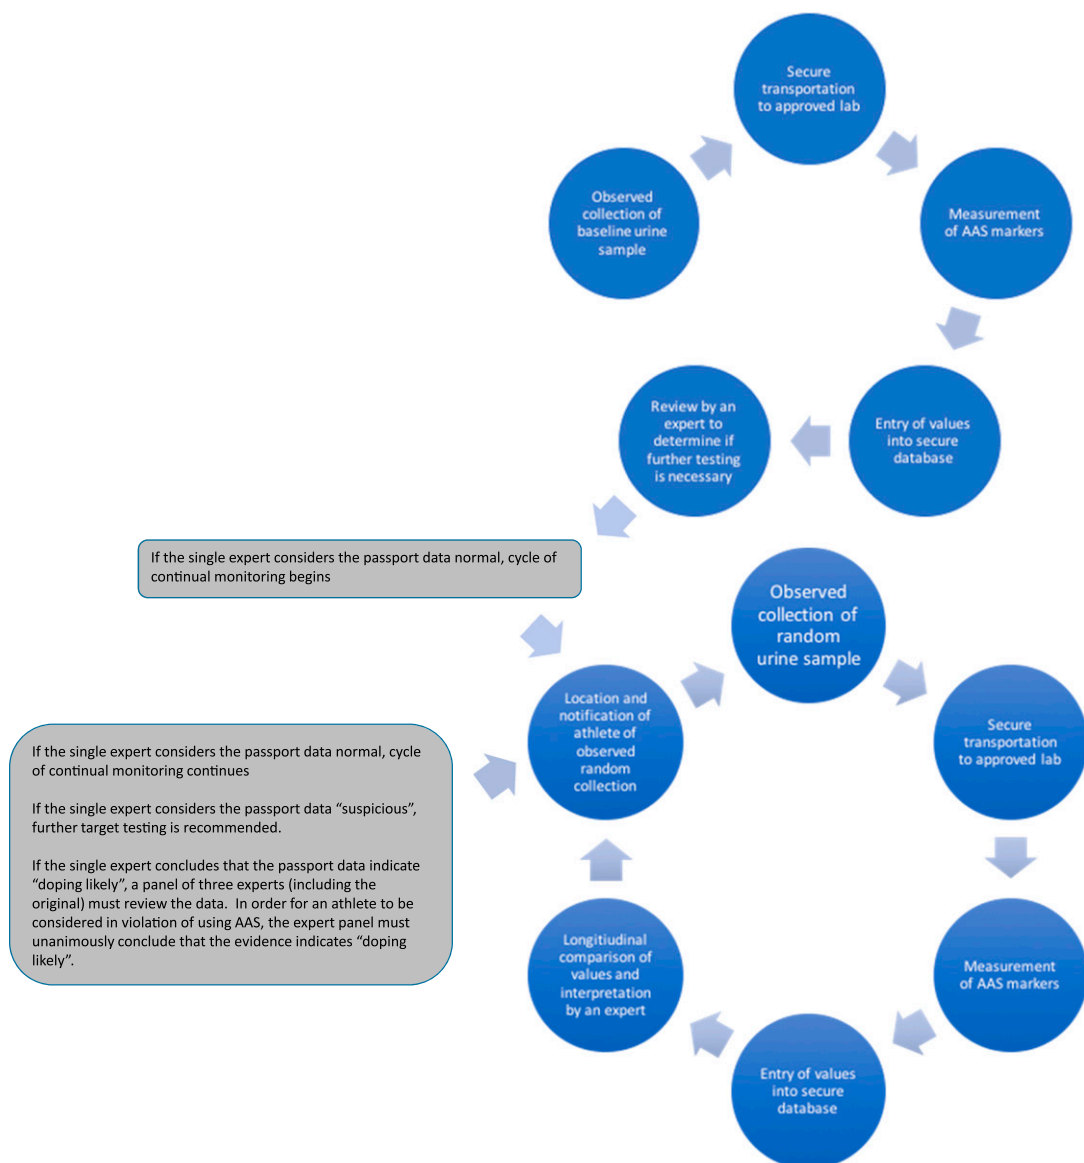 Secure
transportation
to approved lab
Observed
collection of
baseline urine
sample
Measurement
of AAS markers
Review by an
expert to
determine if
further testing
is necessary
Entry of values
into secure
database
If the single expert considers the passport data normal, cycle of
continual monitoring begins
Observed
collection of
random
urine sample
Location and
notification of
athlete of
observed
random
collection
Secure
transportation
to approved lab
If the single expert considers the passport data normal, cycle
of continual monitoring continues
If the single expert considers the passport data “suspicious”,
further target testing is recommended.
If the single expert concludes that the passport data indicate
“doping likely”, a panel of three experts (including the
original) must review the data.  In order for an athlete to be
considered in violation of using AAS, the expert panel must
unanimously conclude that the evidence indicates “doping
likely”.
Longitiudinal
comparison of
values and
interpretation
by an expert
Measurement
of AAS markers
Entry of values
into secure
database